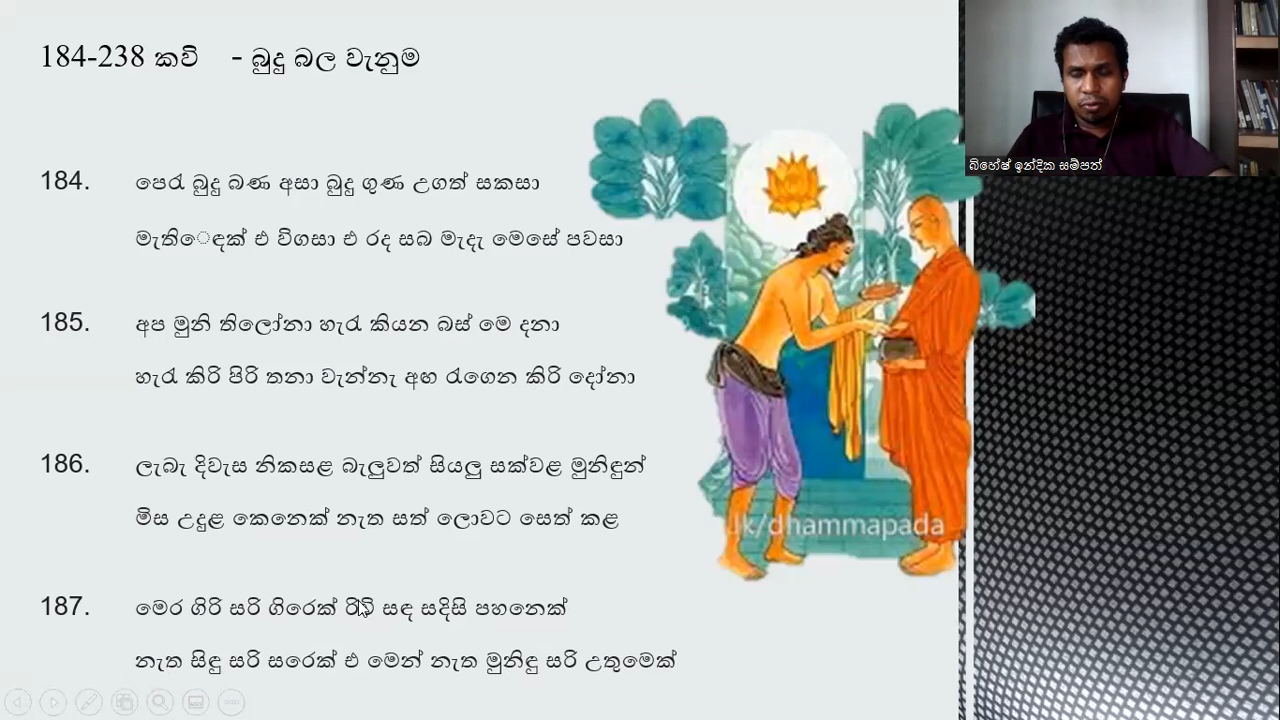 184-238 කවි - බුදු බල වැනුම
බිහේෂ් ඉන්දික සම්පත්
184. පෙරැ බුදු බණ අසා බුදු ගුණ උගත් සකසා
මැතිෙඳක් එ විගසා එ රද සබ මැදැ මෙසේ පවසා
185. අප මුනි තිලෝනා හැරැ කියන බස් මෙ දනා
හැරැ කිරි පිරි තනා වැන්නැ අඟ රැගෙන කිරි දෝනා
186. ලැබැ දිවැස නිකසළ බැලුවත් සියලු සක්වළ මුනිඳුන්
මිස උදුළ කෙනෙක් නැත සත් ලොවට සෙත් කළ
187. මෙර ගිරි සරි ගිරෙක් රිවි සඳ සදිසි පහනෙක්
නැත සිඳු සරි සරෙක් එ මෙන් නැත මුනිඳු සරි උතුමෙක්
lk/dhammapada